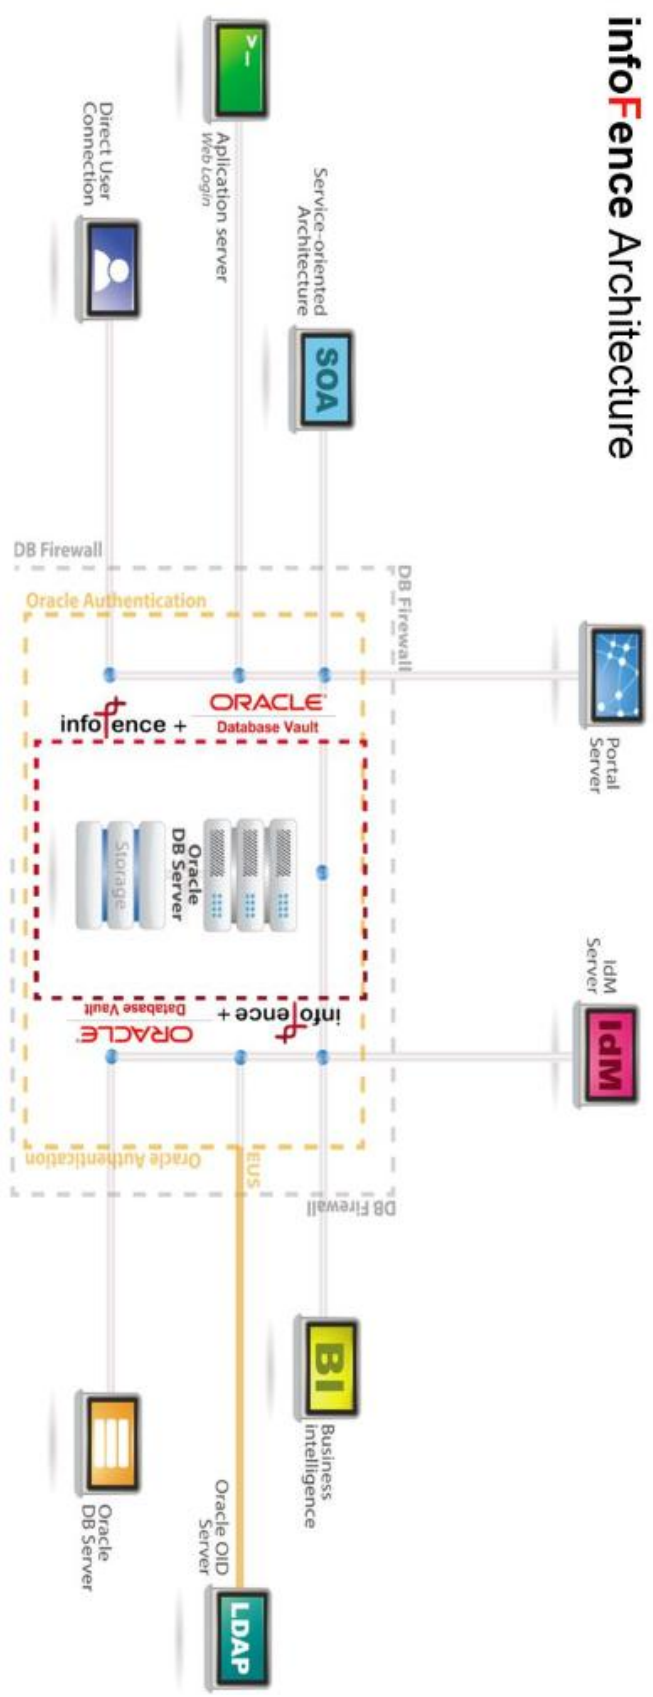 infoFence Architecture
>_
Aplication server
Web Login
Direct User
Connection
Service-oriented
Architecture
SOA
Portal
Server
IdM
Server
IdM
DB Firewall
DB Firewall
Oracle Authentication
infofence +
ORACLE
Database Vault
Oracle
DB Server
Storage
infofence +
ORACLE
Database Vault
Oracle Authentication
EUS
DB Firewall
BI
Business
intelligence
Oracle
DB Server
Oracle OID
Server
LDAP